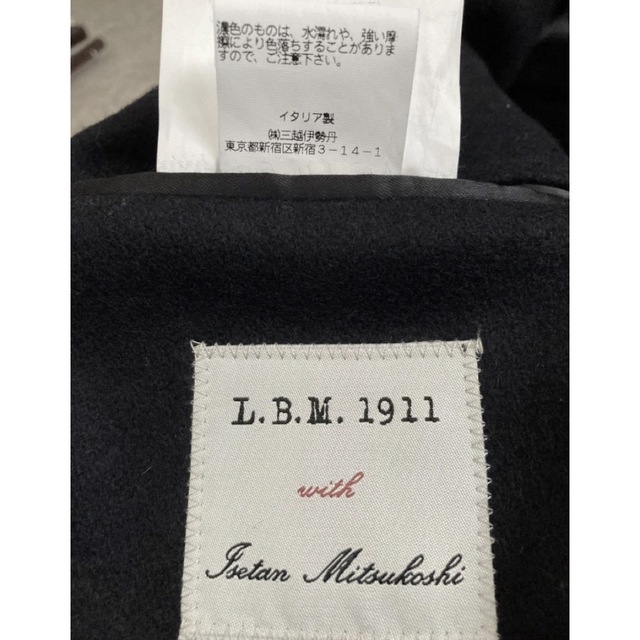 濃色のものは、水濡れや、強い摩
擦により色落ちすることがありま
すので、ご注意下さい。
イタリア製
㈱三越伊勢丹
東京都新宿区新宿3-14-1
L.B.M. 1911
with
Isetan Mitsukoshi